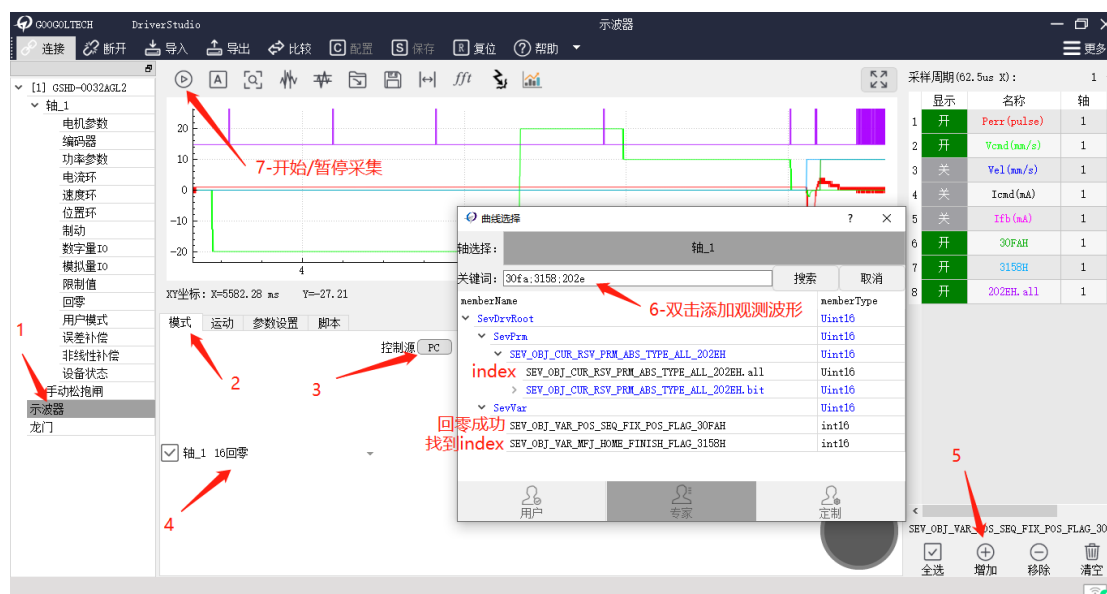 GOOGOLTECH DriverStudio 示波器
连接 断开 导入 导出 比较 C 配置 S 保存 R 复位 ? 帮助 更多
[1] GSHD-0032AGL2
轴_1
电机参数
编码器
功率参数
电流环
速度环
位置环
制动
数字量IO
模拟量IO
限制值
回零
用户模式
误差补偿
非线性补偿
设备状态
手动松抱闸
示波器
龙门
1
A fft
20
10
0
-10
-20
4
7-开始/暂停采集
XY坐标: X=5582.28 ms Y=-27.21
模式 运动 参数设置 脚本
控制源 PC
2
3
轴_1 16回零
4
曲线选择 ? ×
轴选择: 轴_1
关键词: 30fa;3158;202e 搜索 取消
6-双击添加观测波形
memberName memberType
SevDrvRoot Uint16
SevPrm Uint16
SEV_OBJ_CUR_RSV_PRM_ABS_TYPE_ALL_202EH Uint16
index SEV_OBJ_CUR_RSV_PRM_ABS_TYPE_ALL_202EH.all Uint16
SEV_OBJ_CUR_RSV_PRM_ABS_TYPE_ALL_202EH.bit Uint16
SevVar Uint16
回零成功 SEV_OBJ_VAR_POS_SEQ_FIX_POS_FLAG_30FAH int16
找到index SEV_OBJ_VAR_MFJ_HOME_FINISH_FLAG_3158H int16
用户 专家 定制
采样周期(62.5us X): 1
显示 名称 轴
1 开 Perr(pulse) 1
2 开 Vcmd(mm/s) 1
3 关 Vel(mm/s) 1
4 关 Icmd(mA) 1
5 关 Ifb(mA) 1
6 开 30FAH 1
7 开 3158H 1
8 开 202EH.all 1
5
SEV_OBJ_VAR_POS_SEQ_FIX_POS_FLAG_30
全选 增加 移除 清空